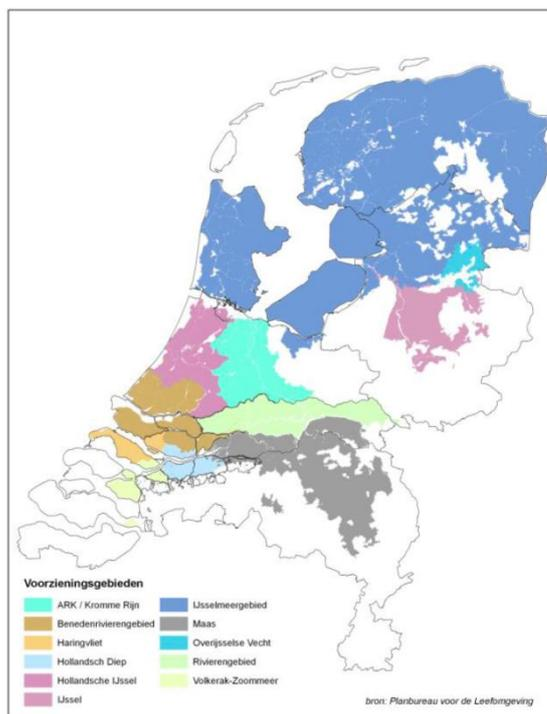 Voorzieningsgebieden
ARK / Kromme Rijn
Benedenrivierengebied
Haringvliet
Hollandsch Diep
Hollandsche IJssel
IJssel
IJsselmeergebied
Maas
Overijsselse Vecht
Rivierengebied
Volkerak-Zoommeer
bron: Planbureau voor de Leefomgeving